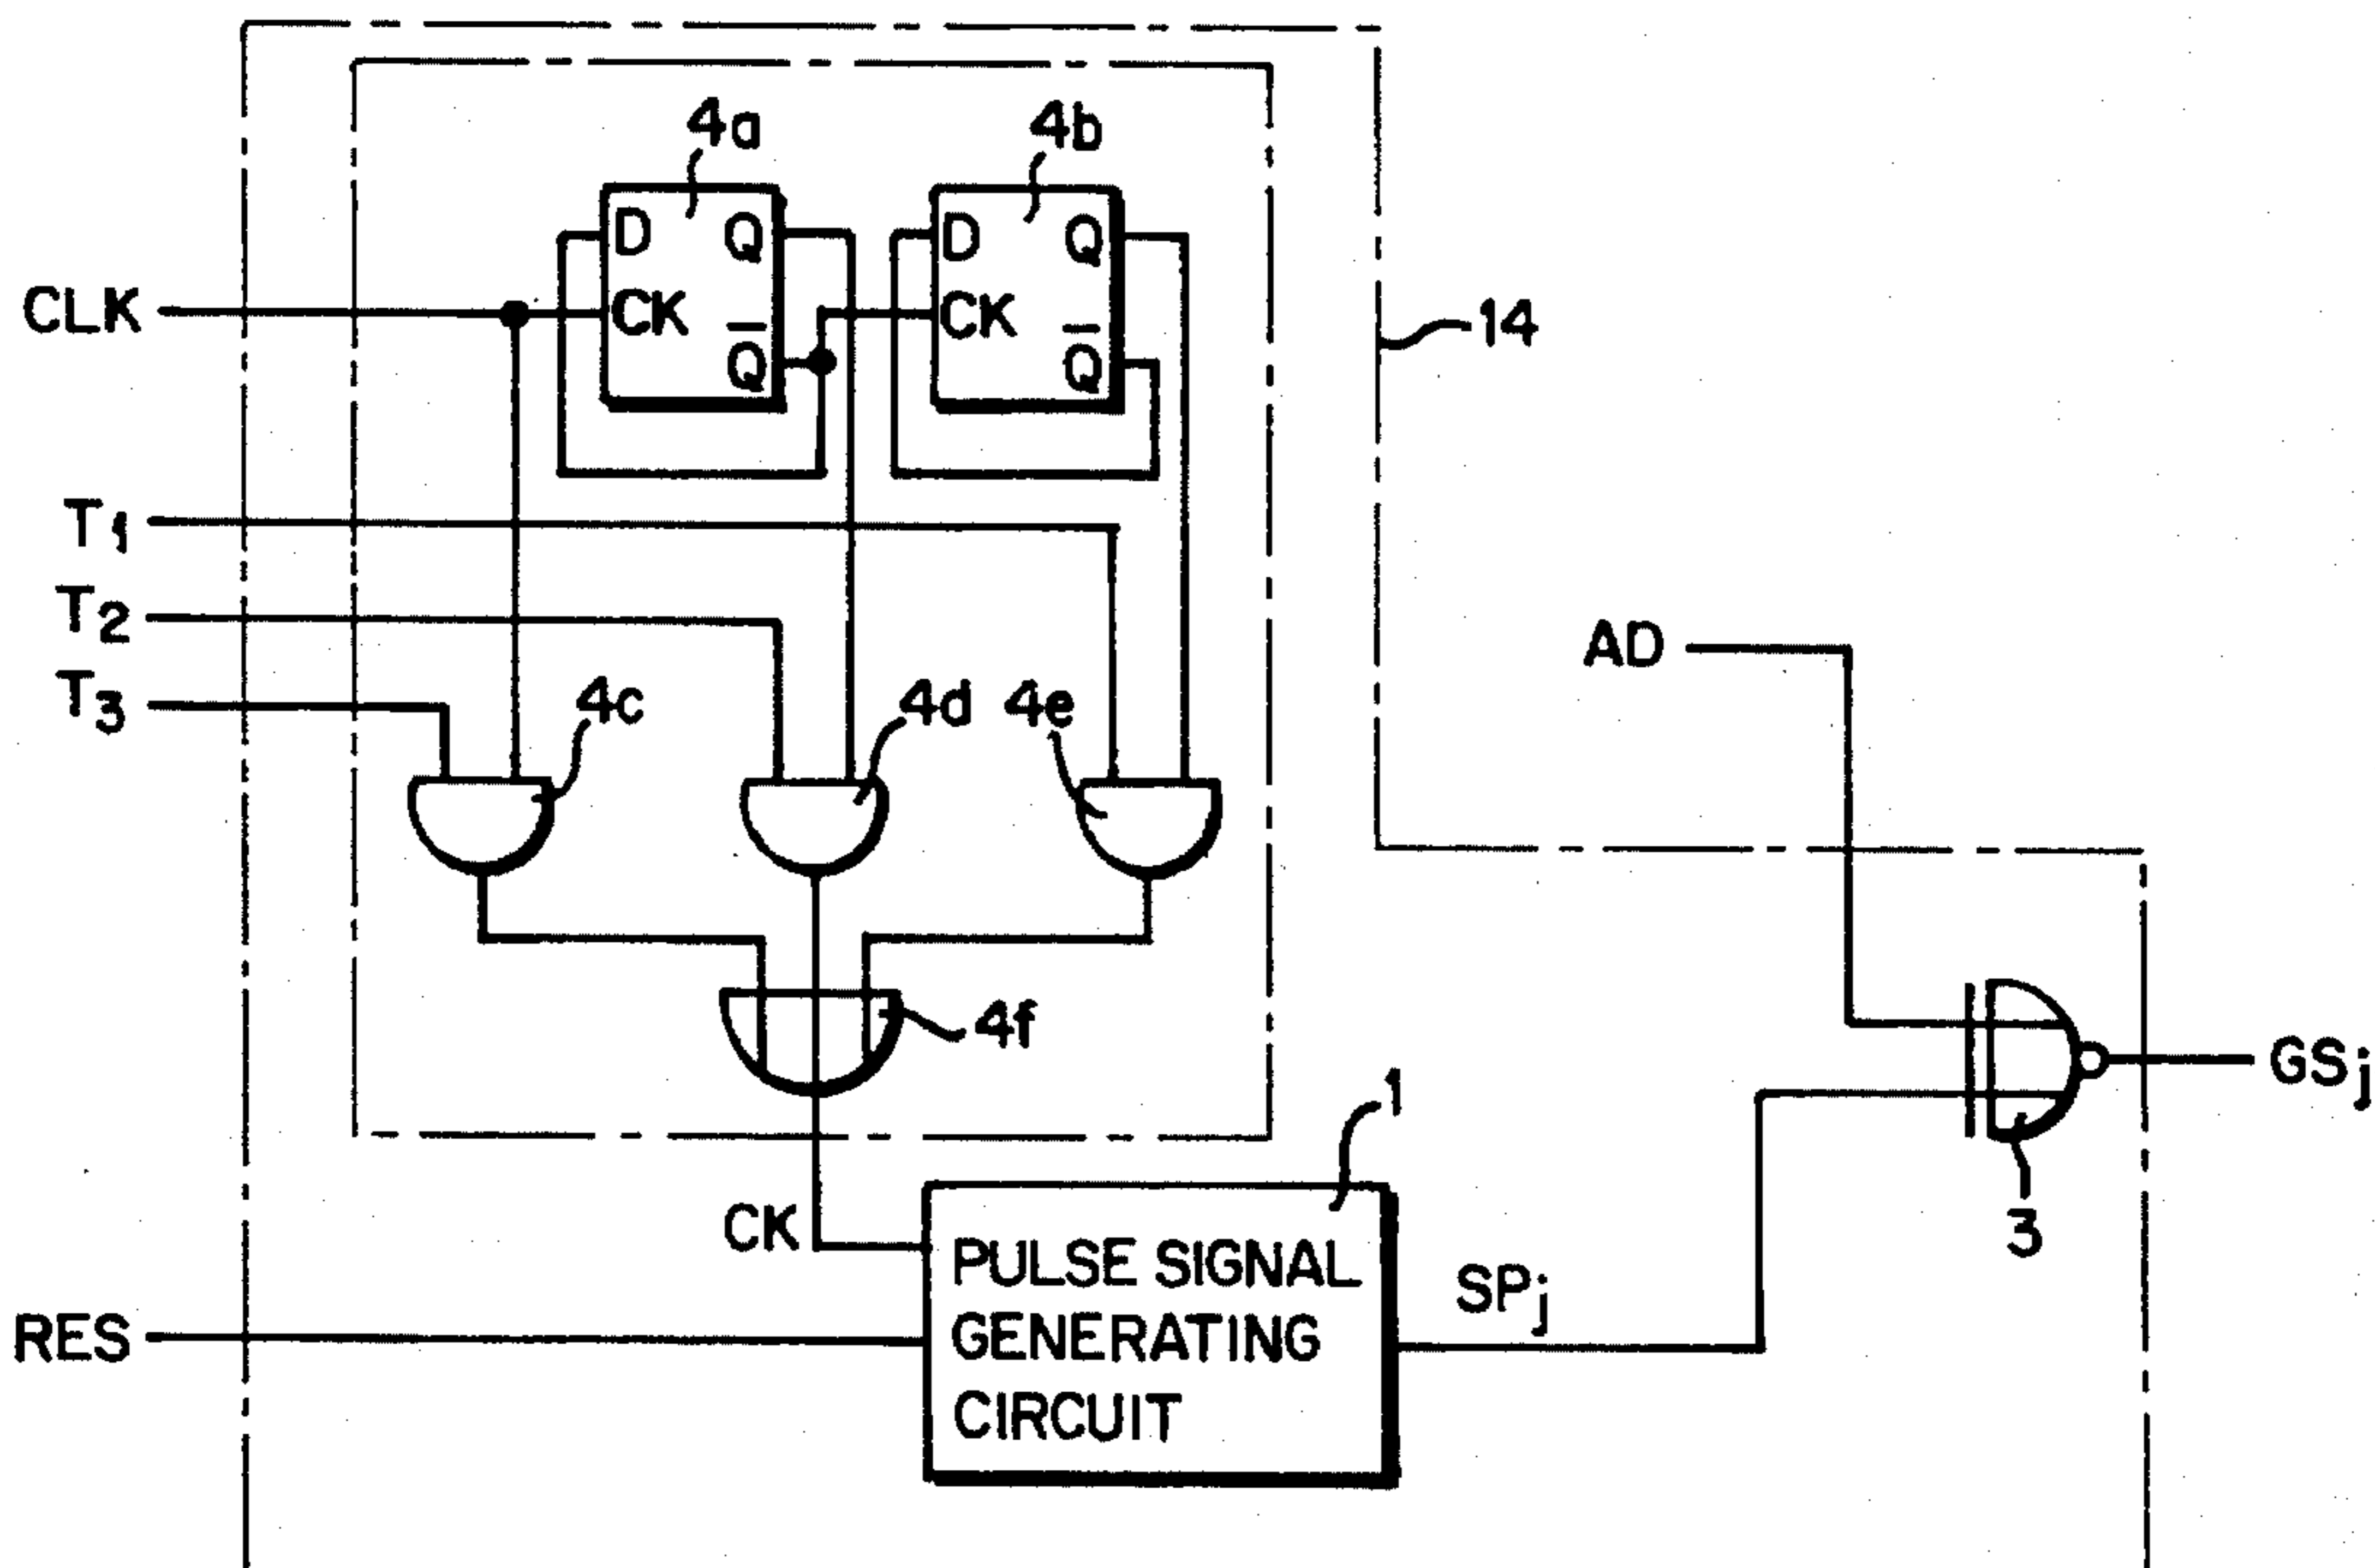 4a
4b
D Q
CK
Q̅
D Q
CK
Q̅
CLK
14
T1
T2
T3
AD
4c
4d
4e
4f
GSj
3
1
CK
PULSE SIGNAL
GENERATING
CIRCUIT
SPj
RES